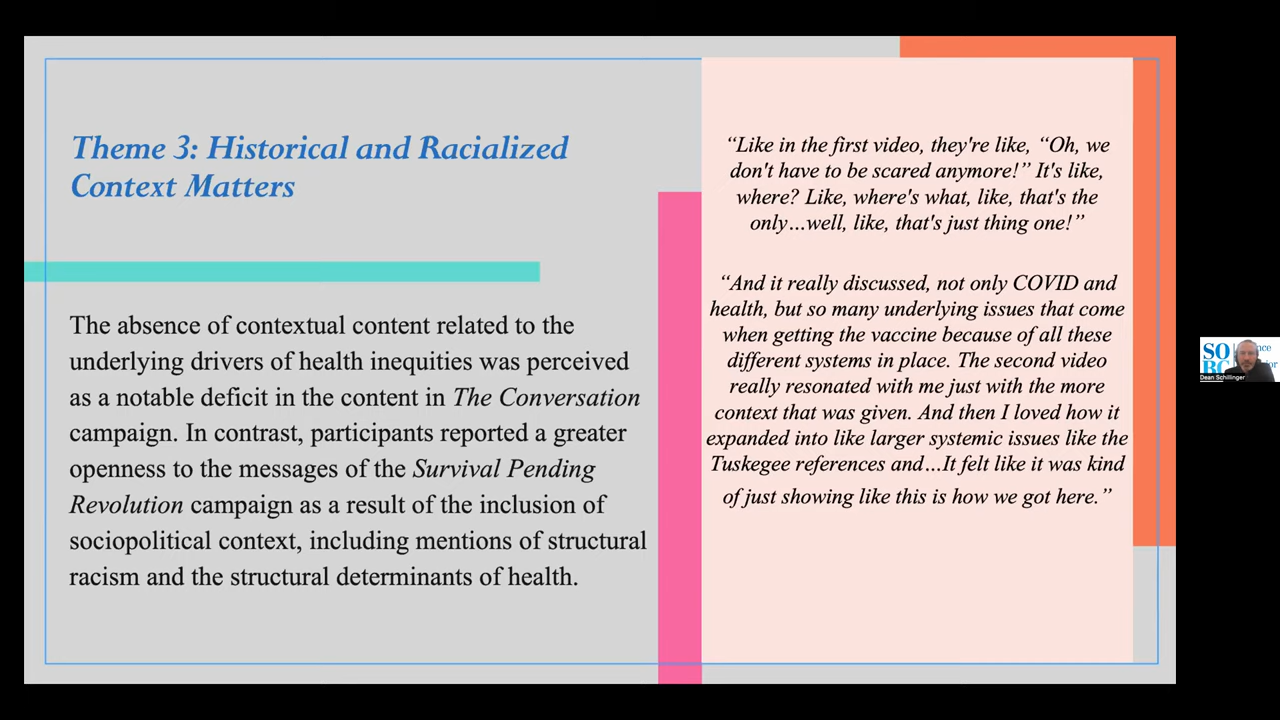 Theme 3: Historical and Racialized
Context Matters
The absence of contextual content related to the
underlying drivers of health inequities was perceived
as a notable deficit in the content in The Conversation
campaign. In contrast, participants reported a greater
openness to the messages of the Survival Pending
Revolution campaign as a result of the inclusion of
sociopolitical context, including mentions of structural
racism and the structural determinants of health.
“Like in the first video, they're like, “Oh, we
don't have to be scared anymore!” It's like,
where? Like, where's what, like, that's the
only…well, like, that's just thing one!”
“And it really discussed, not only COVID and
health, but so many underlying issues that come
when getting the vaccine because of all these
different systems in place. The second video
really resonated with me just with the more
context that was given. And then I loved how it
expanded into like larger systemic issues like the
Tuskegee references and…It felt like it was kind
of just showing like this is how we got here.”
SO
Dean Schillinger